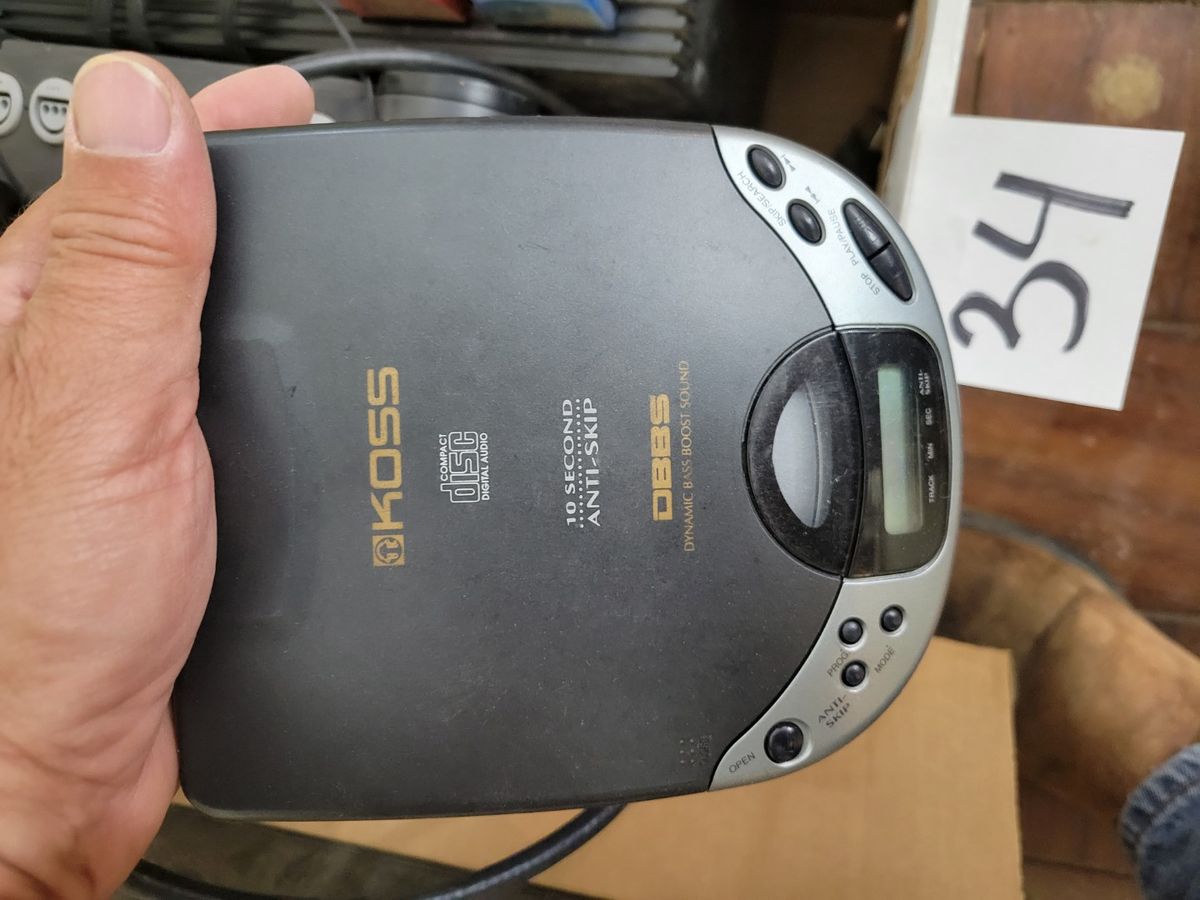 KOSS
COMPACT
disc
DIGITAL AUDIO
10 SECOND
ANTI-SKIP
DBBS
DYNAMIC BASS BOOST SOUND
OPEN
ANTI-
SKIP
PROG
MODE
TRACK
MIN
SEC
ANTI-
SKIP
SKIP/SEARCH
PLAY/PAUSE
STOP
34